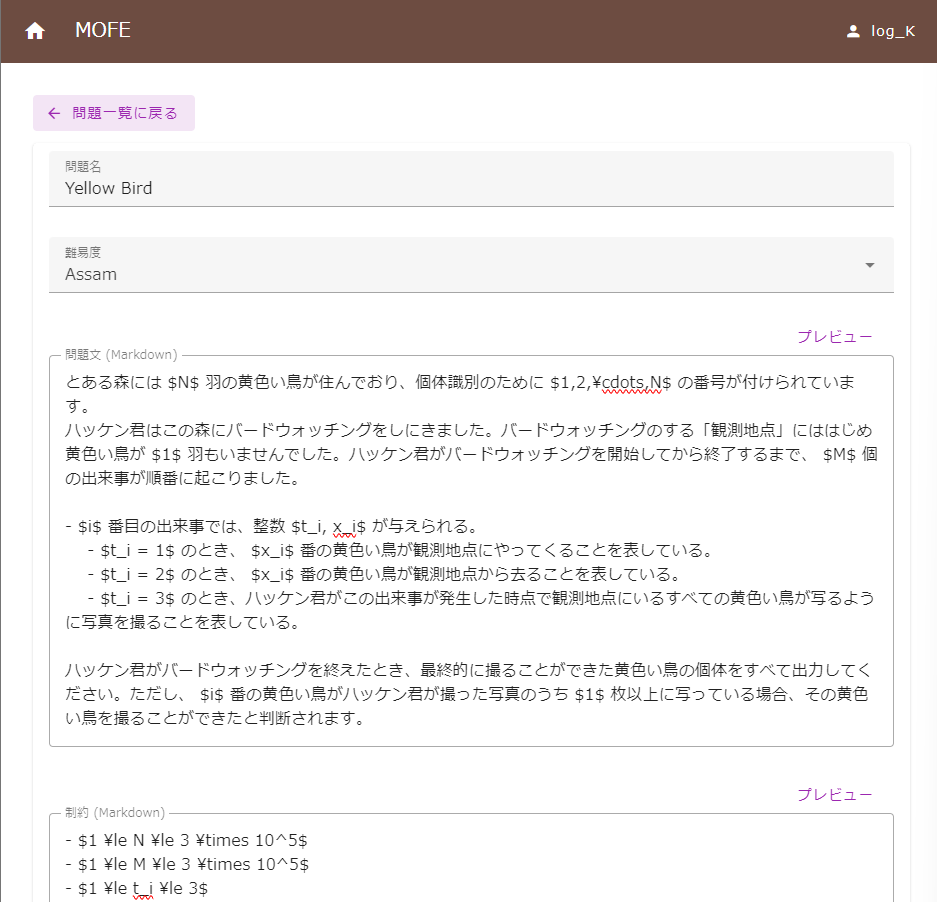 MOFE
log_K
問題一覧に戻る
問題名
Yellow Bird
難易度
Assam
プレビュー
問題文 (Markdown)
とある森には $N$ 羽の黄色い鳥が住んでおり、個体識別のために $1,2,¥cdots,N$ の番号が付けられていま
す。
ハッケン君はこの森にバードウォッチングをしにきました。バードウォッチングのする「観測地点」にははじめ
黄色い鳥が $1$ 羽もいませんでした。ハッケン君がバードウォッチングを開始してから終了するまで、 $M$ 個
の出来事が順番に起こりました。
- $i$ 番目の出来事では、整数 $t_i, x_i$ が与えられる。
- $t_i = 1$ のとき、 $x_i$ 番の黄色い鳥が観測地点にやってくることを表している。
- $t_i = 2$ のとき、 $x_i$ 番の黄色い鳥が観測地点から去ることを表している。
- $t_i = 3$ のとき、ハッケン君がこの出来事が発生した時点で観測地点にいるすべての黄色い鳥が写るよう
に写真を撮ることを表している。
ハッケン君がバードウォッチングを終えたとき、最終的に撮ることができた黄色い鳥の個体をすべて出力してく
ださい。ただし、 $i$ 番の黄色い鳥がハッケン君が撮った写真のうち $1$ 枚以上に写っている場合、その黄色
い鳥を撮ることができたと判断されます。
プレビュー
制約 (Markdown)
- $1 ¥le N ¥le 3 ¥times 10^5$
- $1 ¥le M ¥le 3 ¥times 10^5$
- $1 ¥le t_i ¥le 3$